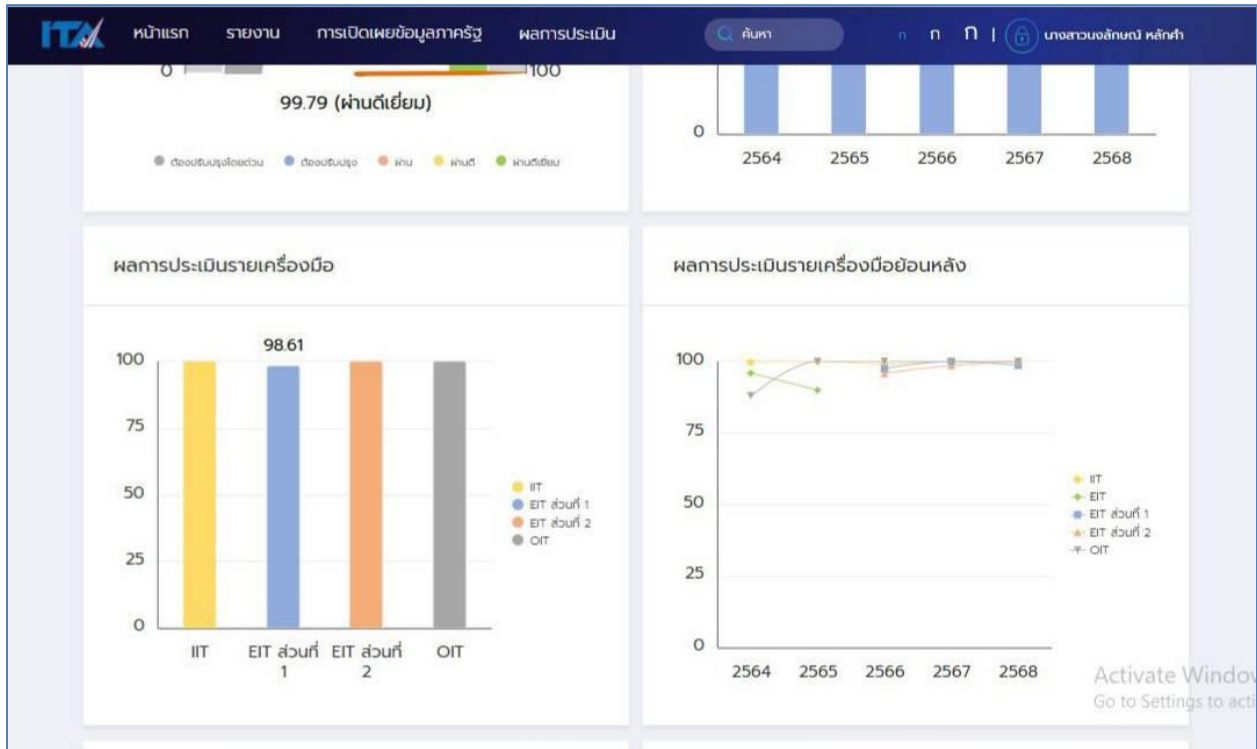 ITA หน้าแรก รายงาน การเปิดเผยข้อมูลภาครัฐ ผลการประเมิน ค้นหา ก ก ก | นางสาวนงลักษณ์ หลักคำ
0 100
99.79 (ผ่านดีเยี่ยม)
ต้องปรับปรุงโดยด่วน ต้องปรับปรุง ผ่าน ผ่านดี ผ่านดีเยี่ยม
0
2564 2565 2566 2567 2568
ผลการประเมินรายเครื่องมือ
98.61
100
75
50
25
0
IIT EIT ส่วนที่ 1 EIT ส่วนที่ 2 OIT
IIT
EIT ส่วนที่ 1
EIT ส่วนที่ 2
OIT
ผลการประเมินรายเครื่องมือย้อนหลัง
100
75
50
25
0
2564 2565 2566 2567 2568
IIT
EIT
EIT ส่วนที่ 1
EIT ส่วนที่ 2
OIT
Activate Window
Go to Settings to acti